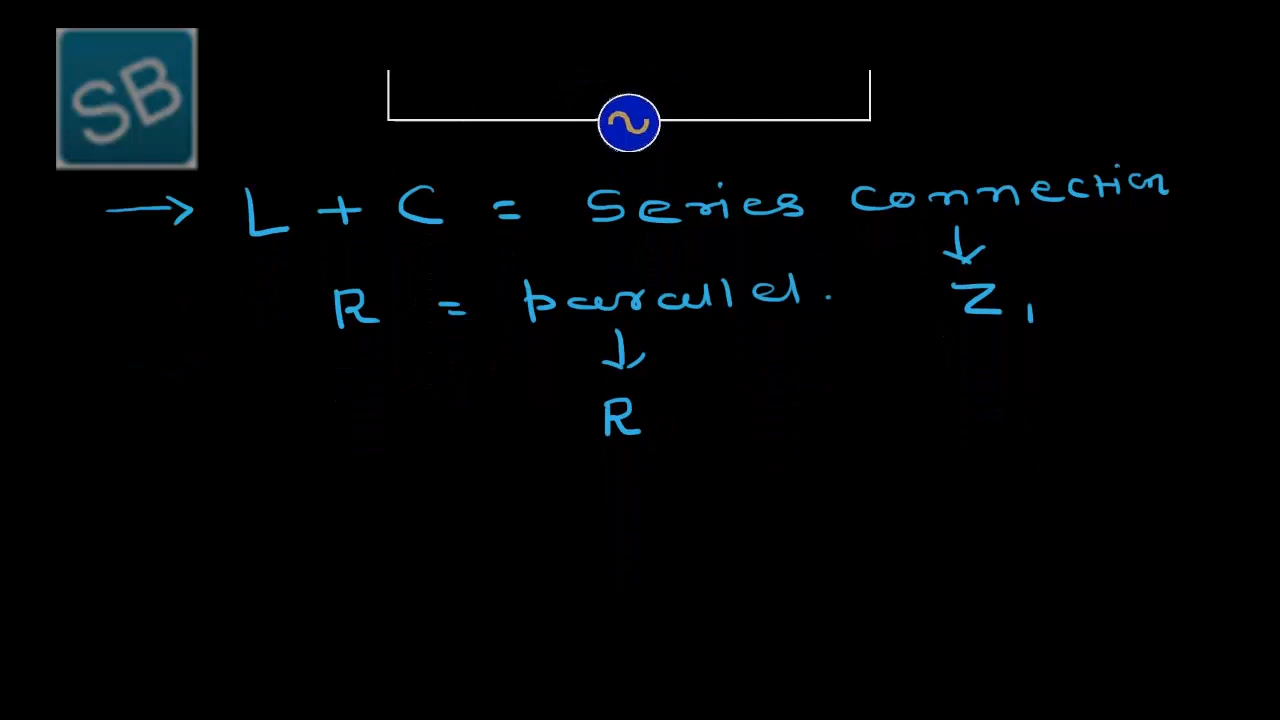 SB
→ L + C = Series connection
↓
R = parallel. Z₁
↓
R